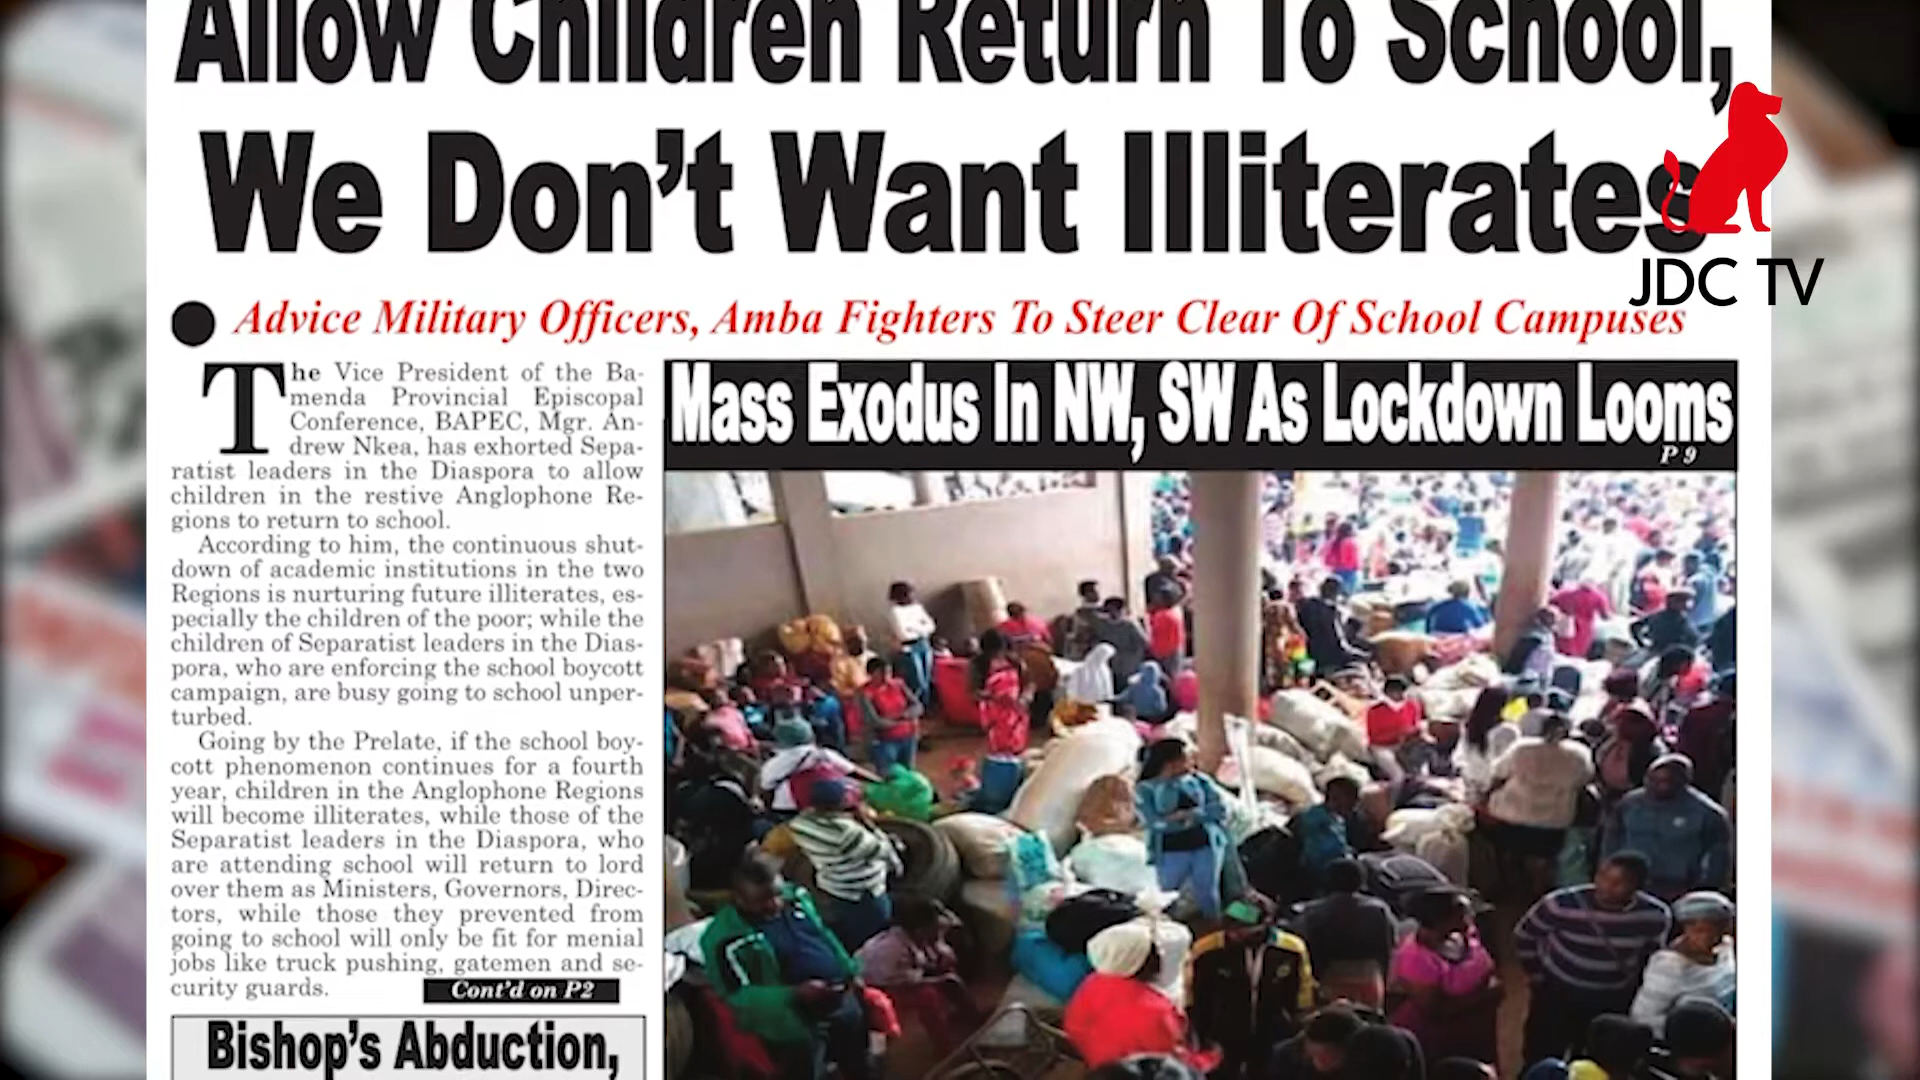 Allow Children Return To School,
We Don't Want Illiterates
JDC TV
Advice Military Officers, Amba Fighters To Steer Clear Of School Campuses
The Vice President of the Ba-
menda Provincial Episcopal
Conference, BAPEC, Mgr. An-
drew Nkea, has exhorted Sepa-
ratist leaders in the Diaspora to allow
children in the restive Anglophone Re-
gions to return to school.
According to him, the continuous shut-
down of academic institutions in the two
Regions is nurturing future illiterates, es-
pecially the children of the poor; while the
children of Separatist leaders in the Dias-
pora, who are enforcing the school boycott
campaign, are busy going to school unper-
turbed.
Going by the Prelate, if the school boy-
cott phenomenon continues for a fourth
year, children in the Anglophone Regions
will become illiterates, while those of the
Separatist leaders in the Diaspora, who
are attending school will return to lord
over them as Ministers, Governors, Direc-
tors, while those they prevented from
going to school will only be fit for menial
jobs like truck pushing, gatemen and se-
curity guards.
Cont'd on P2
Bishop's Abduction,
Mass Exodus In NW, SW As Lockdown Looms
P 9